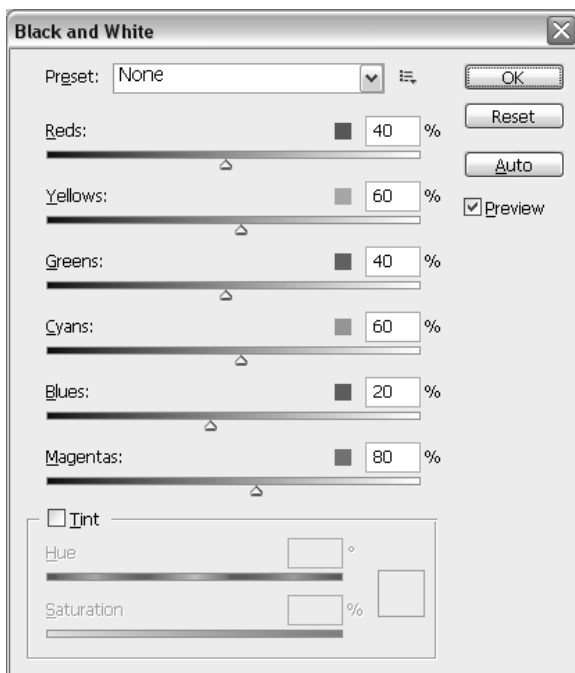 Black and White
Preset: None
OK
Reset
Auto
Preview
Reds: 40 %
Yellows: 60 %
Greens: 40 %
Cyans: 60 %
Blues: 20 %
Magentas: 80 %
Tint
Hue °
Saturation %